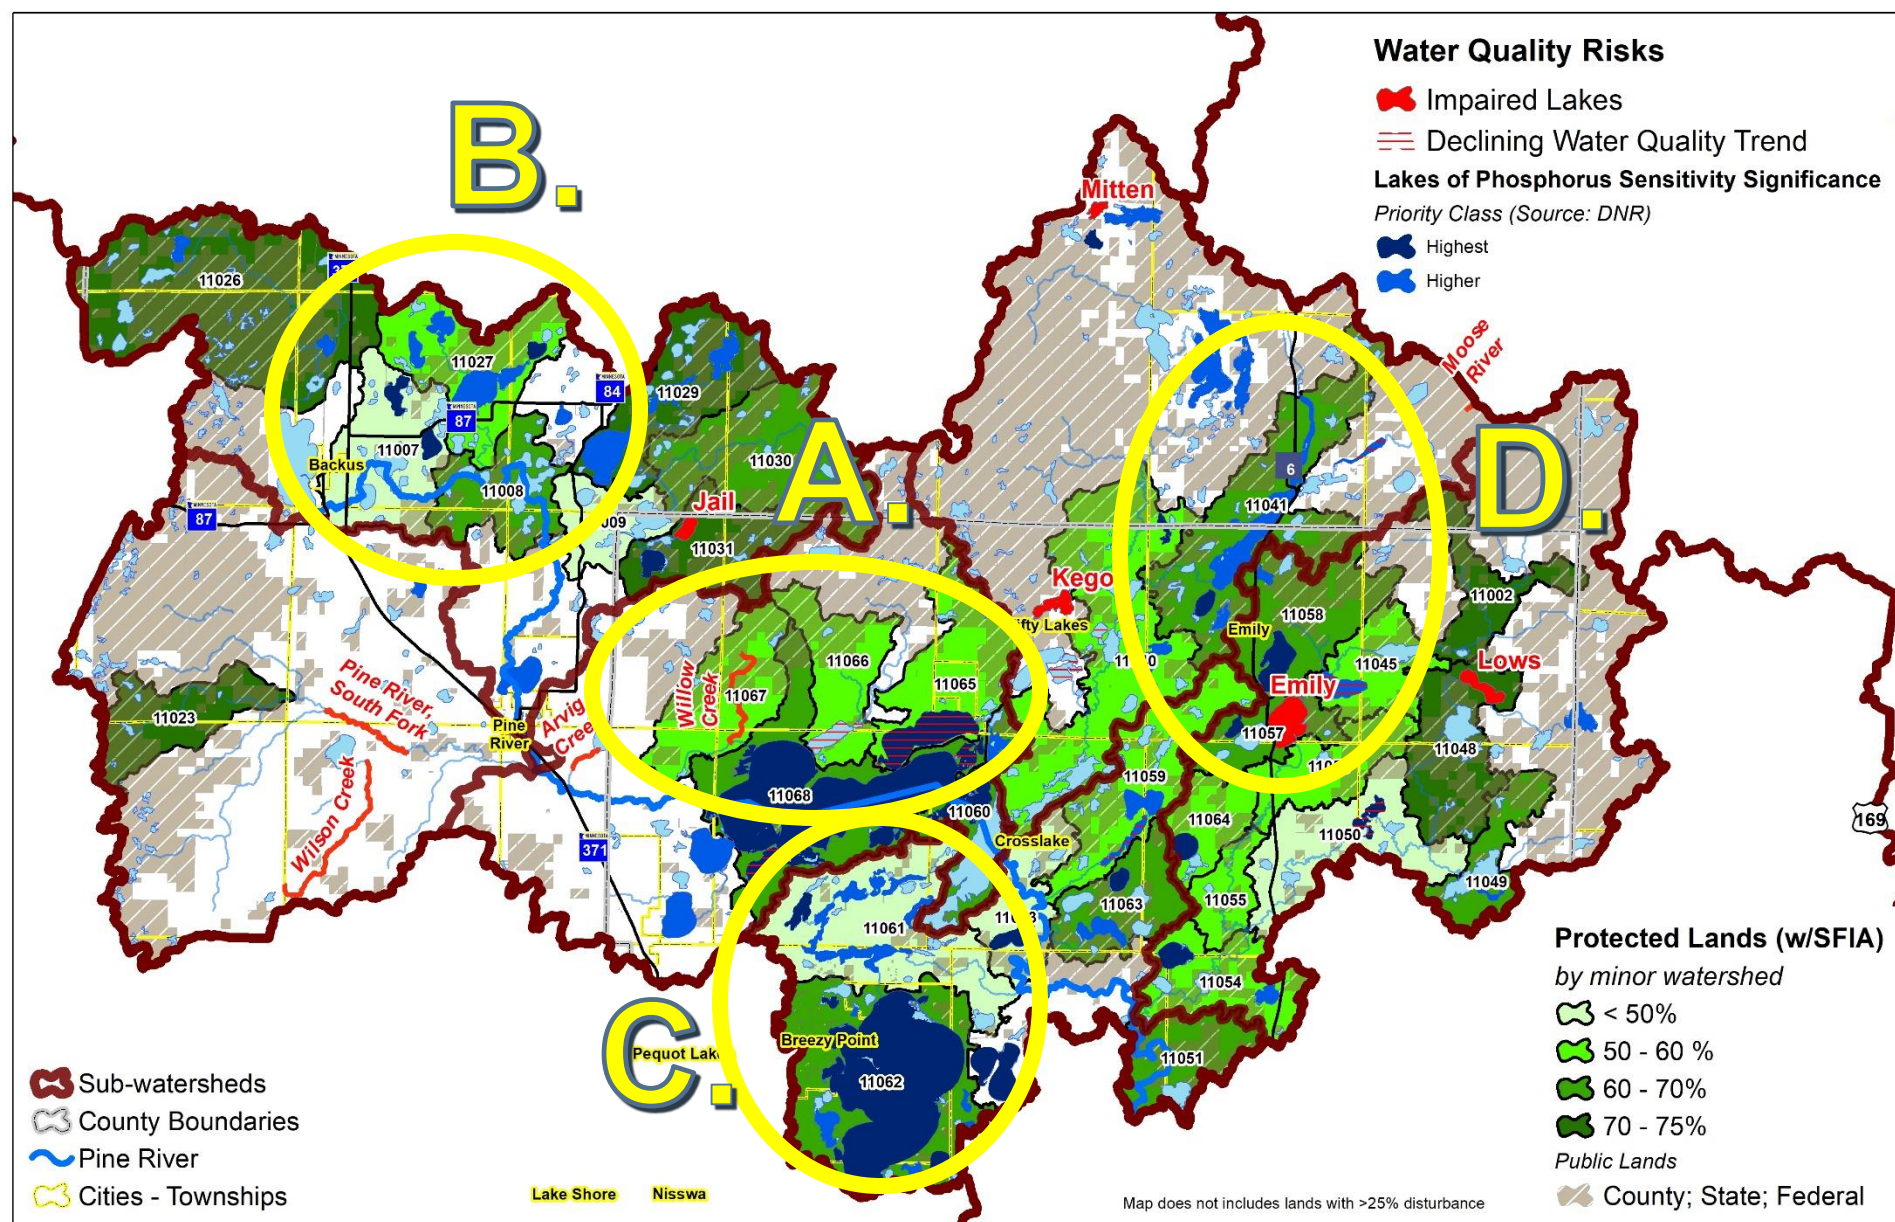 Water Quality Risks
Impaired Lakes
Declining Water Quality Trend
Lakes of Phosphorus Sensitivity Significance
Priority Class (Source: DNR)
Highest
Higher
B.
Mitten
11026
MINNESOTA
11027
MINNESOTA
84
MINNESOTA
87
11029
Moose
River
11007
Backus
11008
11030
A.
6
D.
MINNESOTA
87
Jail
11041
11031
Kego
11002
11058
Emily
11066
11045
Willow
Creek
11067
11065
Lows
Emily
Pine River,
South Fork
11023
Pine
River
Arvig
11057
11048
11059
11068
11060
Wilson Creek
371
11064
11050
169
Crosslake
11049
11063
11055
11061
11054
Protected Lands (w/SFIA)
by minor watershed
< 50%
50 - 60 %
60 - 70%
70 - 75%
Public Lands
County; State; Federal
C.
Breezy Point
Pequot
11062
11051
Sub-watersheds
County Boundaries
Pine River
Cities - Townships
Lake Shore
Nisswa
Map does not includes lands with >25% disturbance